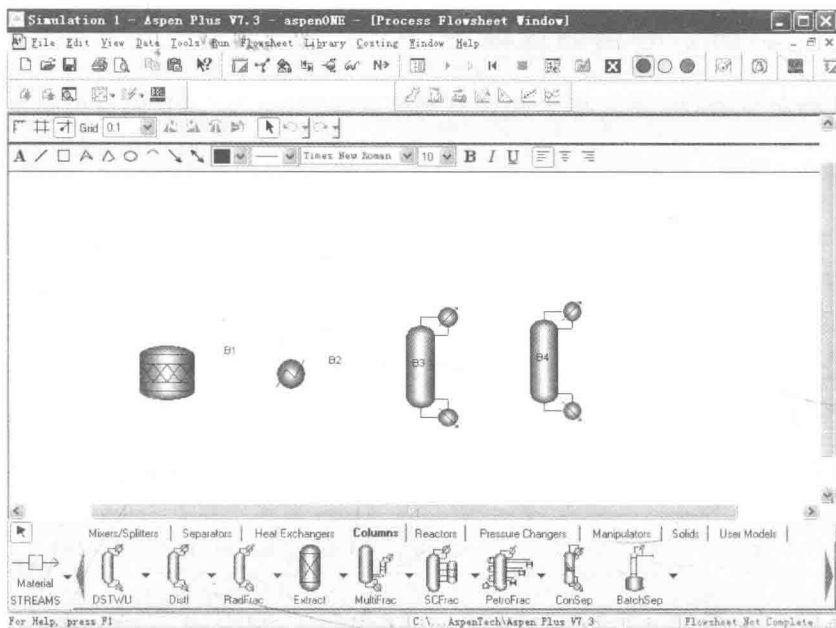 Simulation 1 - Aspen Plus V7.3 - aspenONE - [Process Flowsheet Window]
File Edit View Data Tools Run Flowsheet Library Costing Window Help
N>
Grid 0.1
A Times New Roman 10 B I U
B1
B2
B3
B4
Mixers/Splitters Separators Heat Exchangers Columns Reactors Pressure Changers Manipulators Solids User Models
Material
STREAMS DSTWU Distl RadFrac Extract MultiFrac SCFrac PetroFrac ConSep BatchSep
For Help, press F1 C:\...AspenTech\Aspen Plus V7.3 Flowsheet Not Complete